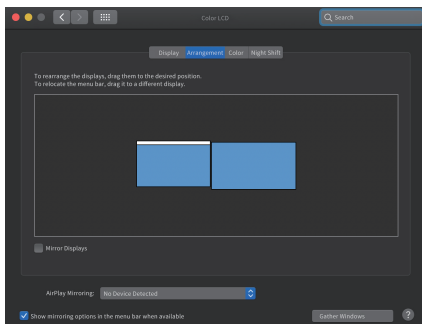 Color LCD
Search
Display Arrangement Color Night Shift
To rearrange the displays, drag them to the desired position.
To relocate the menu bar, drag it to a different display.
Mirror Displays
AirPlay Mirroring: No Device Detected
Show mirroring options in the menu bar when available
Gather Windows ?